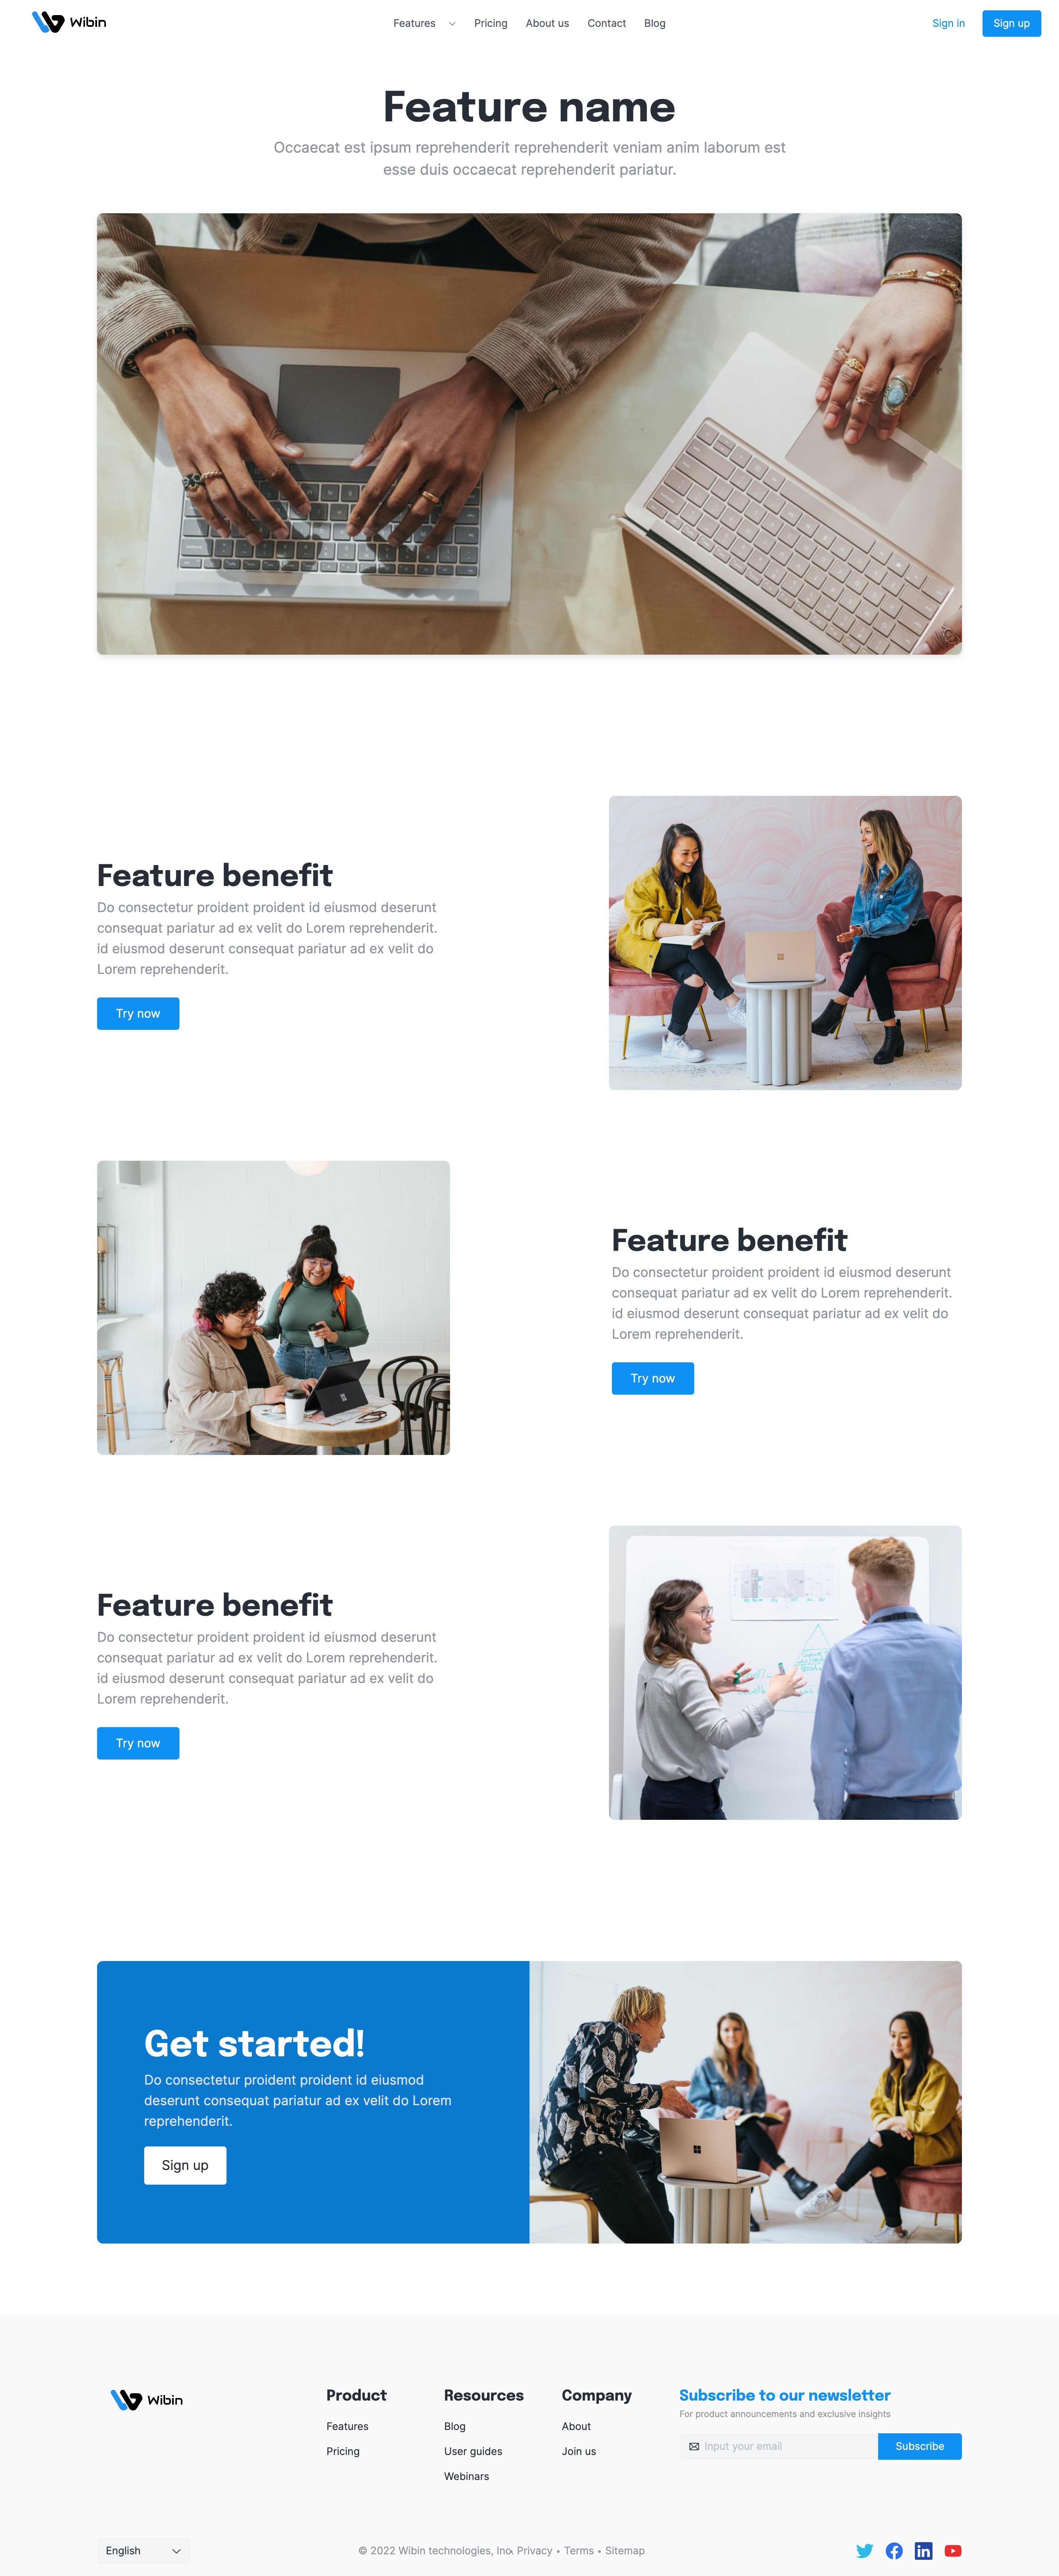 Wibin
Features
Pricing
About us
Contact
Blog
Sign in
Sign up
Feature name
Occaecat est ipsum reprehenderit reprehenderit veniam anim laborum est
esse duis occaecat reprehenderit pariatur.
Feature benefit
Do consectetur proident proident id eiusmod deserunt
consequat pariatur ad ex velit do Lorem reprehenderit.
id eiusmod deserunt consequat pariatur ad ex velit do
Lorem reprehenderit.
Try now
Feature benefit
Do consectetur proident proident id eiusmod deserunt
consequat pariatur ad ex velit do Lorem reprehenderit.
id eiusmod deserunt consequat pariatur ad ex velit do
Lorem reprehenderit.
Try now
Feature benefit
Do consectetur proident proident id eiusmod deserunt
consequat pariatur ad ex velit do Lorem reprehenderit.
id eiusmod deserunt consequat pariatur ad ex velit do
Lorem reprehenderit.
Try now
Get started!
Do consectetur proident proident id eiusmod
deserunt consequat pariatur ad ex velit do Lorem
reprehenderit.
Sign up
Wibin
Product
Features
Pricing
Resources
Blog
User guides
Webinars
Company
About
Join us
Subscribe to our newsletter
For product announcements and exclusive insights
Input your email
Subscribe
English
© 2022 Wibin technologies, Inc. • Privacy • Terms • Sitemap